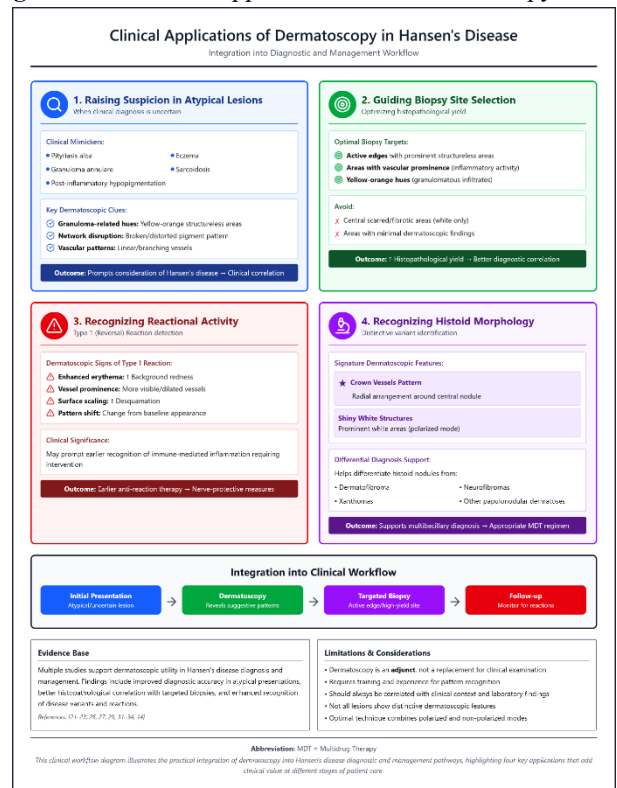 Clinical Applications of Dermatoscopy in Hansen's Disease
Integration into Diagnostic and Management Workflow
1. Raising Suspicion in Atypical Lesions
When clinical diagnosis is uncertain
Clinical Mimickers:
• Pityriasis alba
• Eczema
• Granuloma annulare
• Sarcoidosis
• Post-inflammatory hypopigmentation
Key Dermatoscopic Clues:
Granuloma-related hues: Yellow-orange structureless areas
Network disruption: Broken/distorted pigment pattern
Vascular patterns: Linear/branching vessels
Outcome: Prompts consideration of Hansen's disease → Clinical correlation
2. Guiding Biopsy Site Selection
Optimizing histopathological yield
Optimal Biopsy Targets:
Active edges with prominent structureless areas
Areas with vascular prominence (inflammatory activity)
Yellow-orange hues (granulomatous infiltrates)
Avoid:
X Central scarred/fibrotic areas (white only)
X Areas with minimal dermatoscopic findings
Outcome: ↑ Histopathological yield → Better diagnostic correlation
3. Recognizing Reactional Activity
Type 1 (Reversal) Reaction detection
Dermatoscopic Signs of Type 1 Reaction:
Enhanced erythema: ↑ Background redness
Vessel prominence: More visible/dilated vessels
Surface scaling: ↑ Desquamation
Pattern shift: Change from baseline appearance
Clinical Significance:
May prompt earlier recognition of immune-mediated inflammation requiring
intervention
Outcome: Earlier anti-reaction therapy → Nerve-protective measures
4. Recognizing Histoid Morphology
Distinctive variant identification
Signature Dermatoscopic Features:
★ Crown Vessels Pattern
Radial arrangement around central nodule
Shiny White Structures
Prominent white areas (polarized mode)
Differential Diagnosis Support:
Helps differentiate histoid nodules from:
• Dermatofibroma
• Neurofibromas
• Xanthomas
• Other papulonodular dermatoses
Outcome: Supports multibacillary diagnosis → Appropriate MDT regimen
Integration into Clinical Workflow
Initial Presentation
Atypical/uncertain lesion
→
Dermatoscopy
Reveals suggestive patterns
→
Targeted Biopsy
Active edge/high-yield site
→
Follow-up
Monitor for reactions
Evidence Base
Multiple studies support dermatoscopic utility in Hansen's disease diagnosis and
management. Findings include improved diagnostic accuracy in atypical presentations,
better histopathological correlation with targeted biopsies, and enhanced recognition
of disease variants and reactions.
Limitations & Considerations
• Dermatoscopy is an adjunct, not a replacement for clinical examination
• Requires training and experience for pattern recognition
• Should always be correlated with clinical context and laboratory findings
• Not all lesions show distinctive dermatoscopic features
• Optimal technique combines polarized and non-polarized modes
Abbreviation: MDT = Multidrug Therapy
This clinical workflow diagram illustrates the practical integration of dermatoscopy into Hansen's disease diagnostic and management pathways, highlighting four key applications that add
clinical value at different stages of patient care.